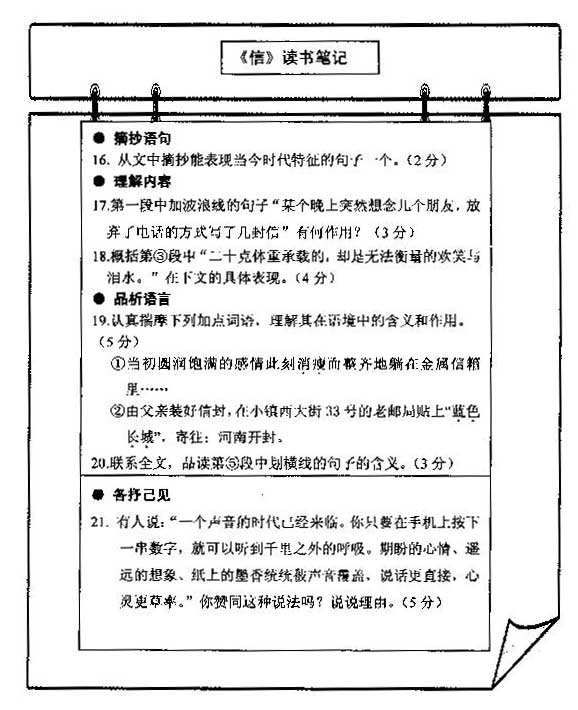 《信》读书笔记
● 摘抄语句
16. 从文中摘抄能表现当今时代特征的句子一个。(2分)
● 理解内容
17.第一段中加波浪线的句子“某个晚上突然想念几个朋友，放
弃了电话的方式写了几封信”有何作用？(3分)
18.概括第③段中“二十克体重承载的，却是无法衡量的欢笑与
泪水。”在下文的具体表现。(4分)
● 品析语言
19.认真揣摩下列加点词语，理解其在语境中的含义和作用。
(5分)
①当初圆润饱满的感情此刻消瘦而整齐地躺在金属信箱
里……
②由父亲装好信封，在小镇西大街33号的老邮局贴上“蓝色
长城”，寄往：河南开封。
20.联系全文，品读第⑤段中划横线的句子的含义。(3分)
● 各抒己见
21. 有人说：“一个声音的时代已经来临。你只要在手机上按下
一串数字，就可以听到千里之外的呼吸。期盼的心情、遥
远的想象、纸上的墨香统统被声音覆盖，说话更直接，心
灵更草率。”你赞同这种说法吗？说说理由。(5分)